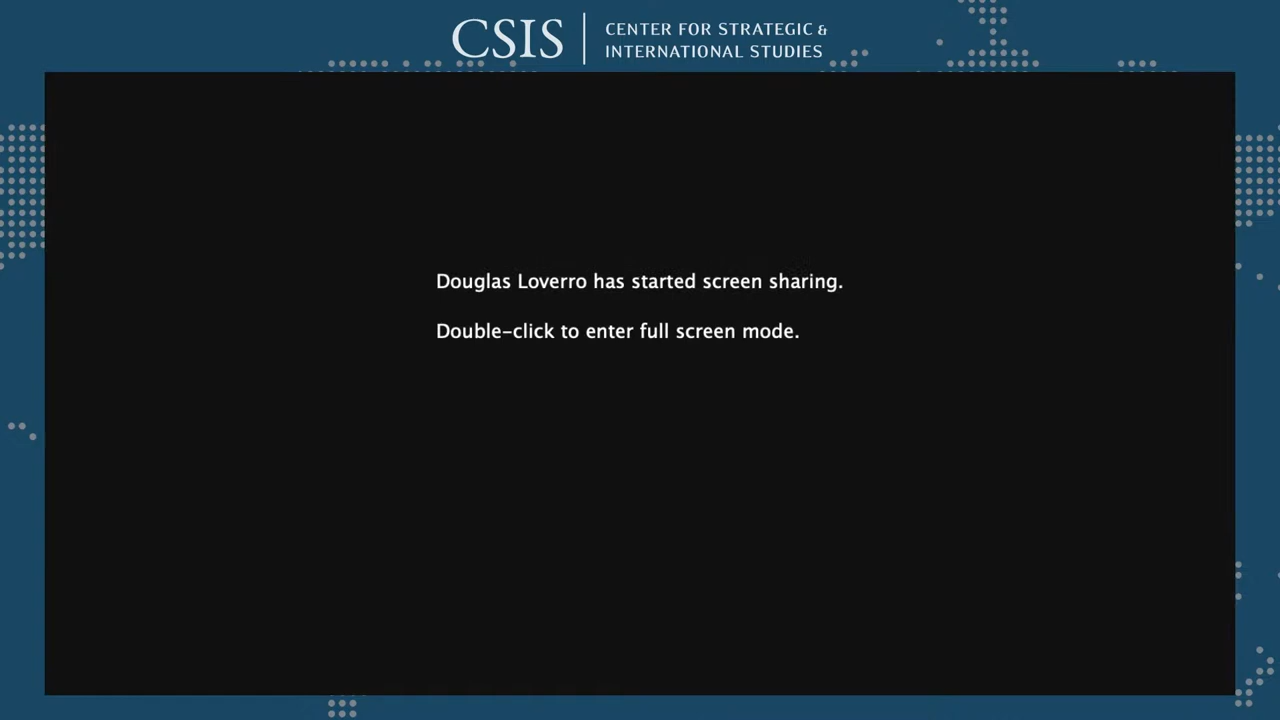 CSIS
CENTER FOR STRATEGIC &
INTERNATIONAL STUDIES
Douglas Loverro has started screen sharing.
Double-click to enter full screen mode.